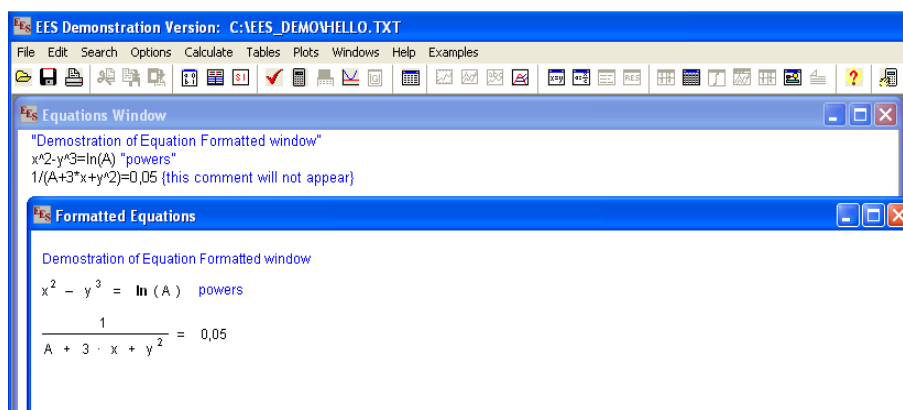 EES Demonstration Version: C:\EES_DEMO\HELLO.TXT
File Edit Search Options Calculate Tables Plots Windows Help Examples
EES Equations Window
"Demostration of Equation Formatted window"
x^2-y^3=ln(A) "powers"
1/(A+3*x+y^2)=0,05 {this comment will not appear}
EES Formatted Equations
Demostration of Equation Formatted window
x² − y³ = ln (A) powers
1
A + 3 · x + y² = 0,05